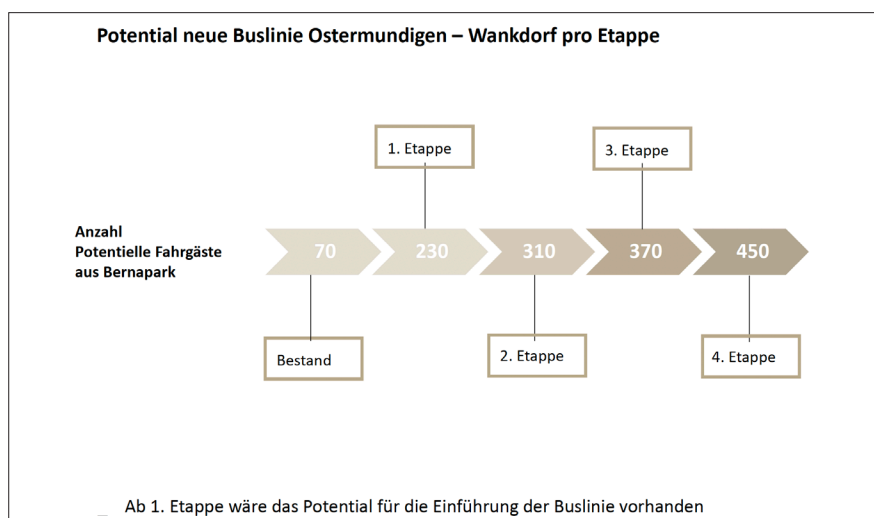 Potential neue Buslinie Ostermundigen – Wankdorf pro Etappe
1. Etappe
3. Etappe
Anzahl
Potentielle Fahrgäste
aus Bernapark
70
230
310
370
450
Bestand
2. Etappe
4. Etappe
Ab 1. Etappe wäre das Potential für die Einführung der Buslinie vorhanden